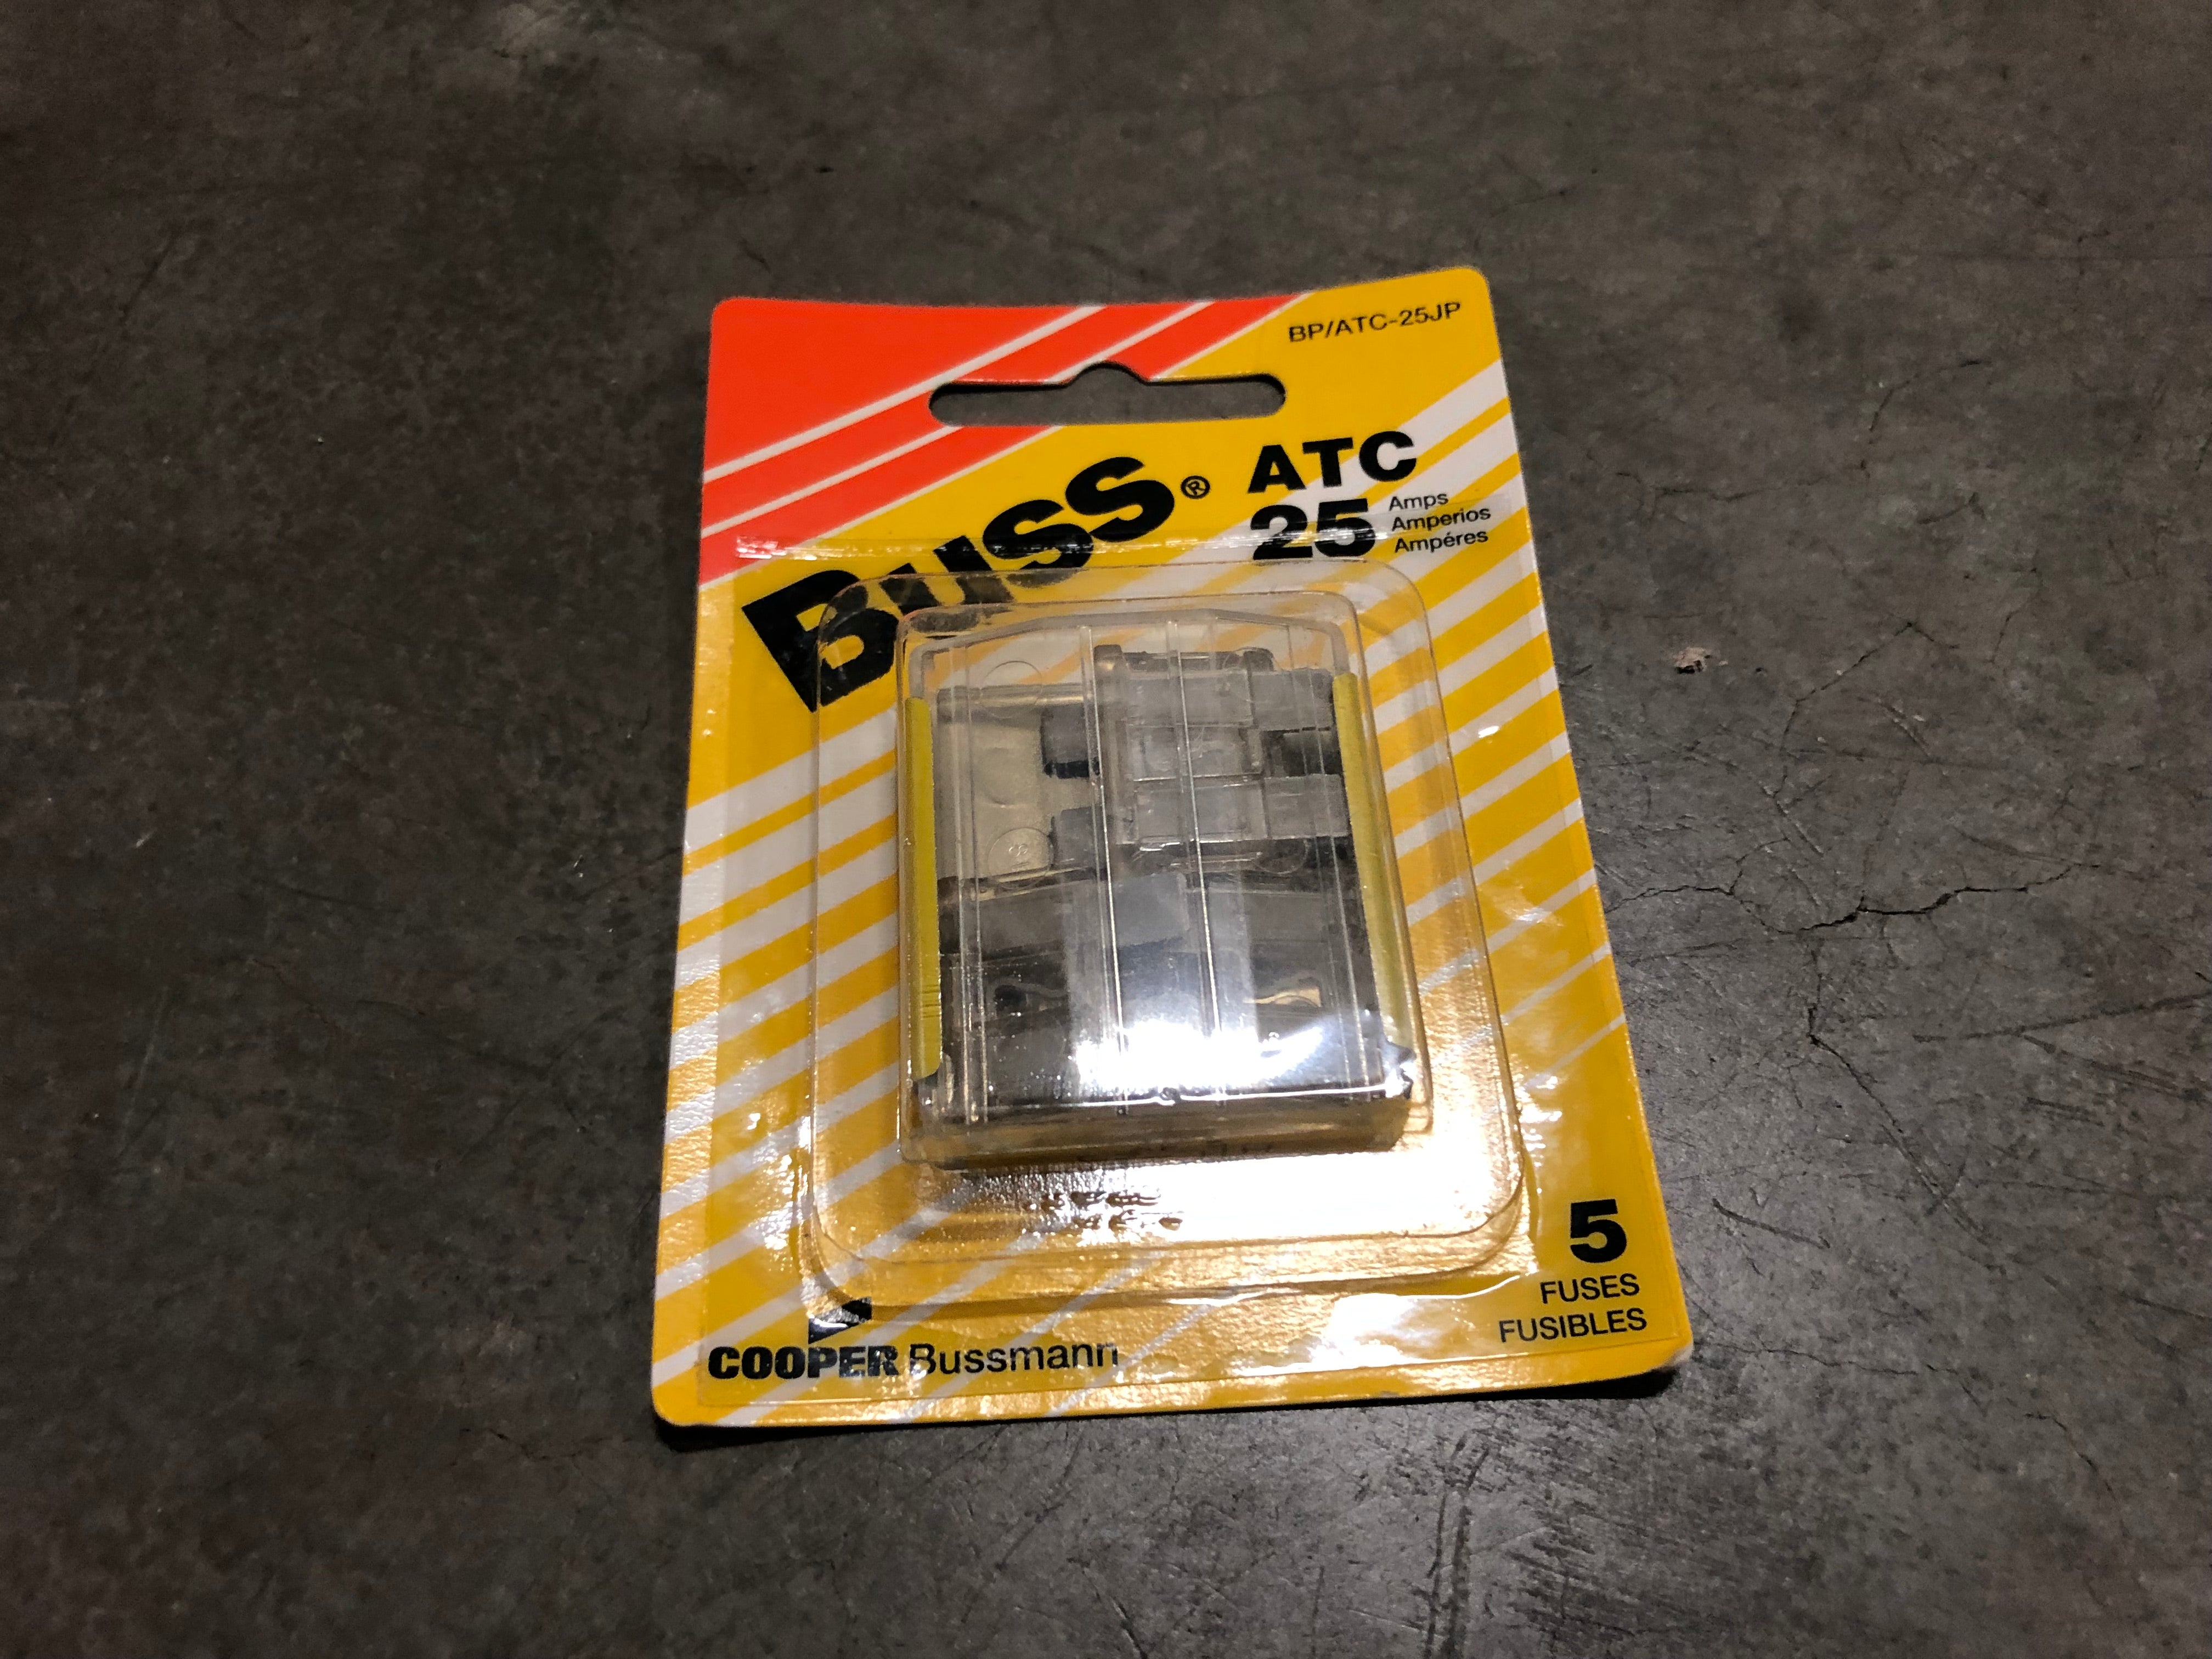 BP/ATC-25JP
Buss®
ATC
25 Amps
Amperios
Ampéres
5
FUSES
FUSIBLES
COOPER Bussmann